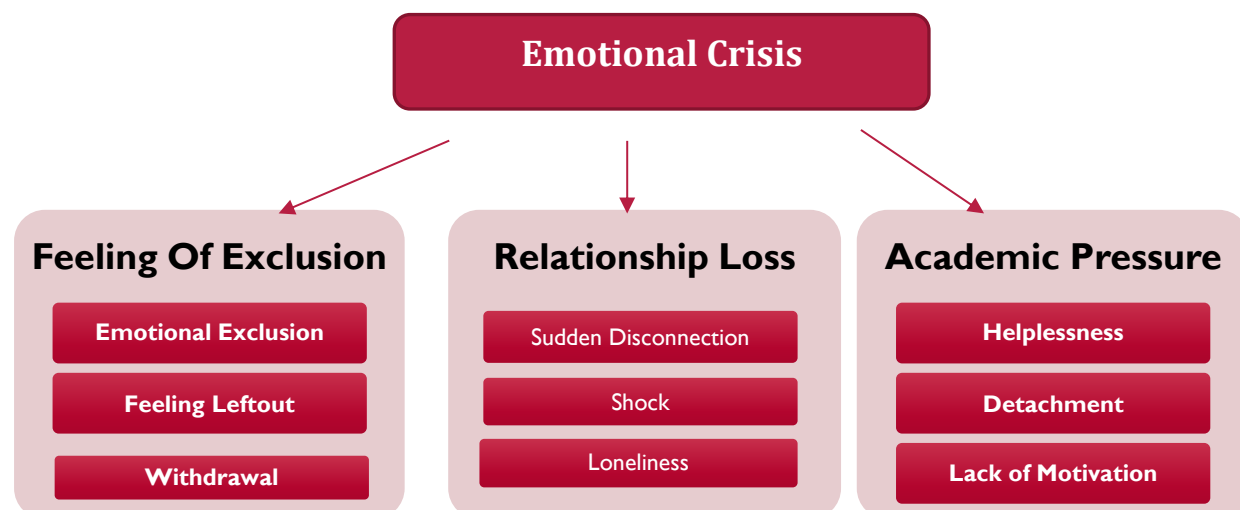 Emotional Crisis
Feeling Of Exclusion
Emotional Exclusion
Feeling Leftout
Withdrawal
Relationship Loss
Sudden Disconnection
Shock
Loneliness
Academic Pressure
Helplessness
Detachment
Lack of Motivation